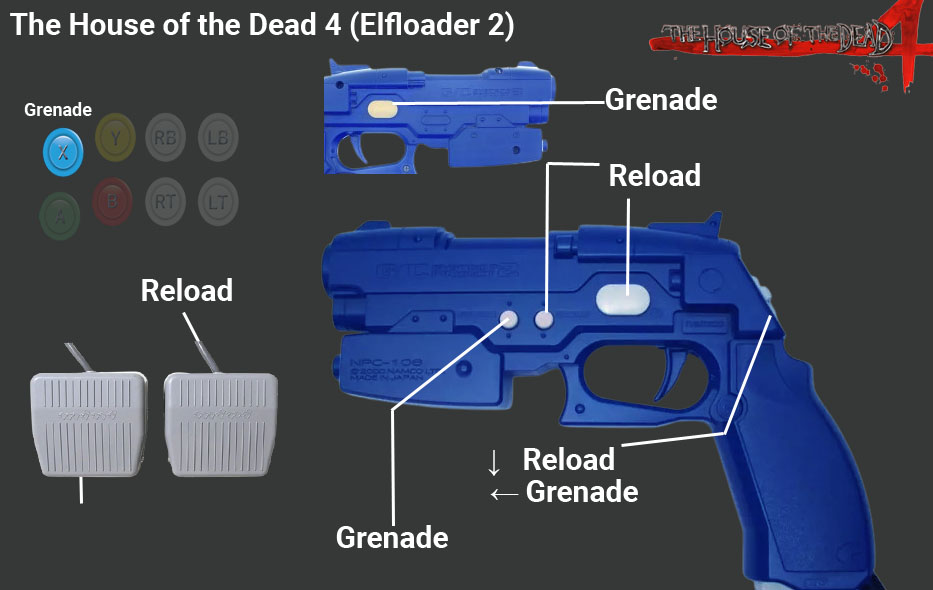 The House of the Dead 4 (Elfloader 2)
THE HOUSE OF THE DEAD 4
Grenade
X Y RB LB
A B RT LT
Grenade
Reload
Reload
NPC-106
© 2000 NAMCO LTD
MADE IN JAPAN
namco
↓ Reload
← Grenade
Grenade